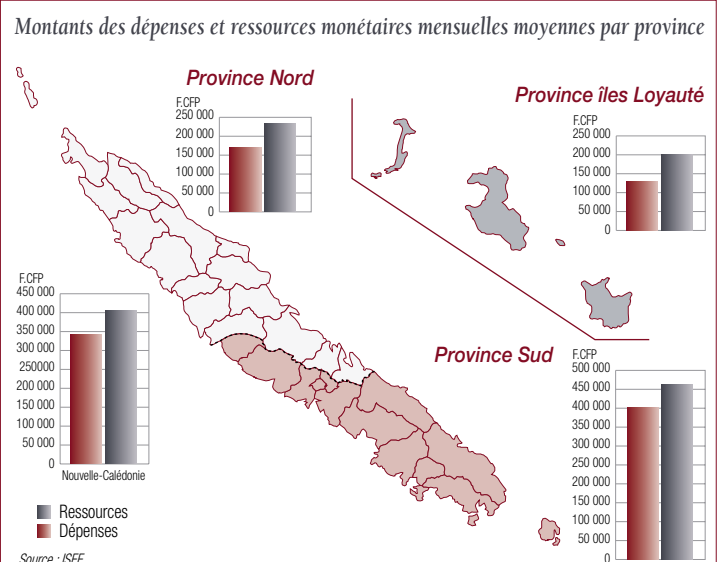 Montants des dépenses et ressources monétaires mensuelles moyennes par province
Province Nord
F.CFP
250 000
200 000
150 000
100 000
50 000
0
Province îles Loyauté
F.CFP
250 000
200 000
150 000
100 000
50 000
0
F.CFP
450 000
400 000
350 000
300 000
250000
200 000
150000
100 000
50 000
0
Nouvelle-Calédonie
Province Sud
F.CFP
500 000
450 000
400 000
350 000
300 000
250 000
200 000
150 000
100 000
50 000
0
Ressources
Dépenses
Source : ISEE